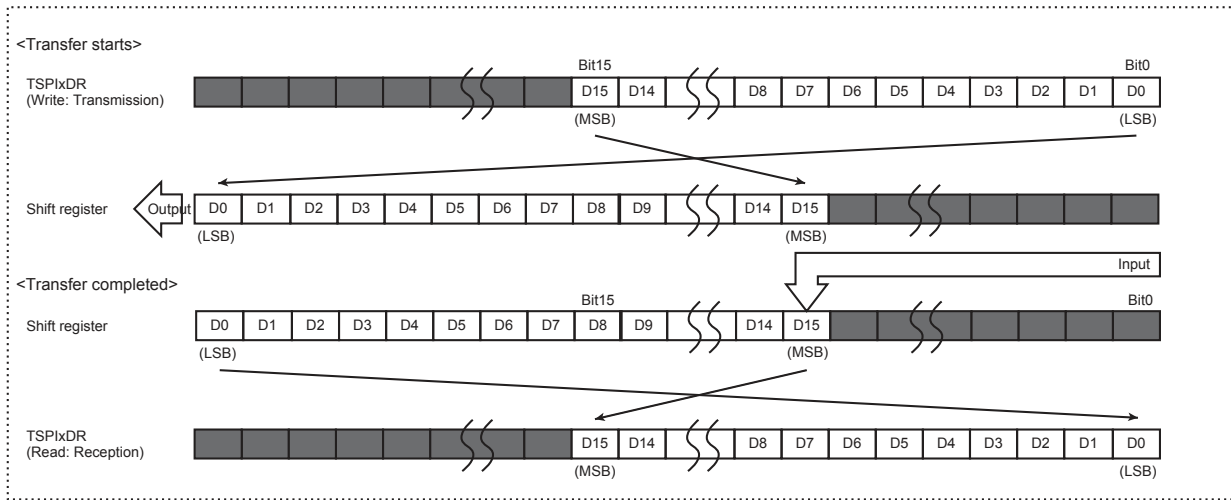 <Transfer starts>
Bit15 Bit0
TSPIxDR
(Write: Transmission)
D15 D14 D8 D7 D6 D5 D4 D3 D2 D1 D0
(MSB) (LSB)
Shift register
Output D0 D1 D2 D3 D4 D5 D6 D7 D8 D9 D14 D15
(LSB) (MSB)
Input
<Transfer completed>
Bit15 Bit0
Shift register
D0 D1 D2 D3 D4 D5 D6 D7 D8 D9 D14 D15
(LSB) (MSB)
TSPIxDR
(Read: Reception)
D15 D14 D8 D7 D6 D5 D4 D3 D2 D1 D0
(MSB) (LSB)